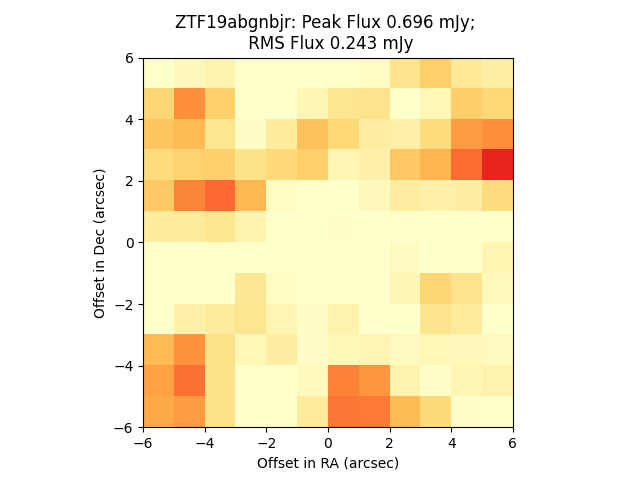 ZTF19abgnbjr: Peak Flux 0.696 mJy;
RMS Flux 0.243 mJy
6
4
2
0
−2
−4
−6
Offset in Dec (arcsec)
−6 −4 −2 0 2 4 6
Offset in RA (arcsec)